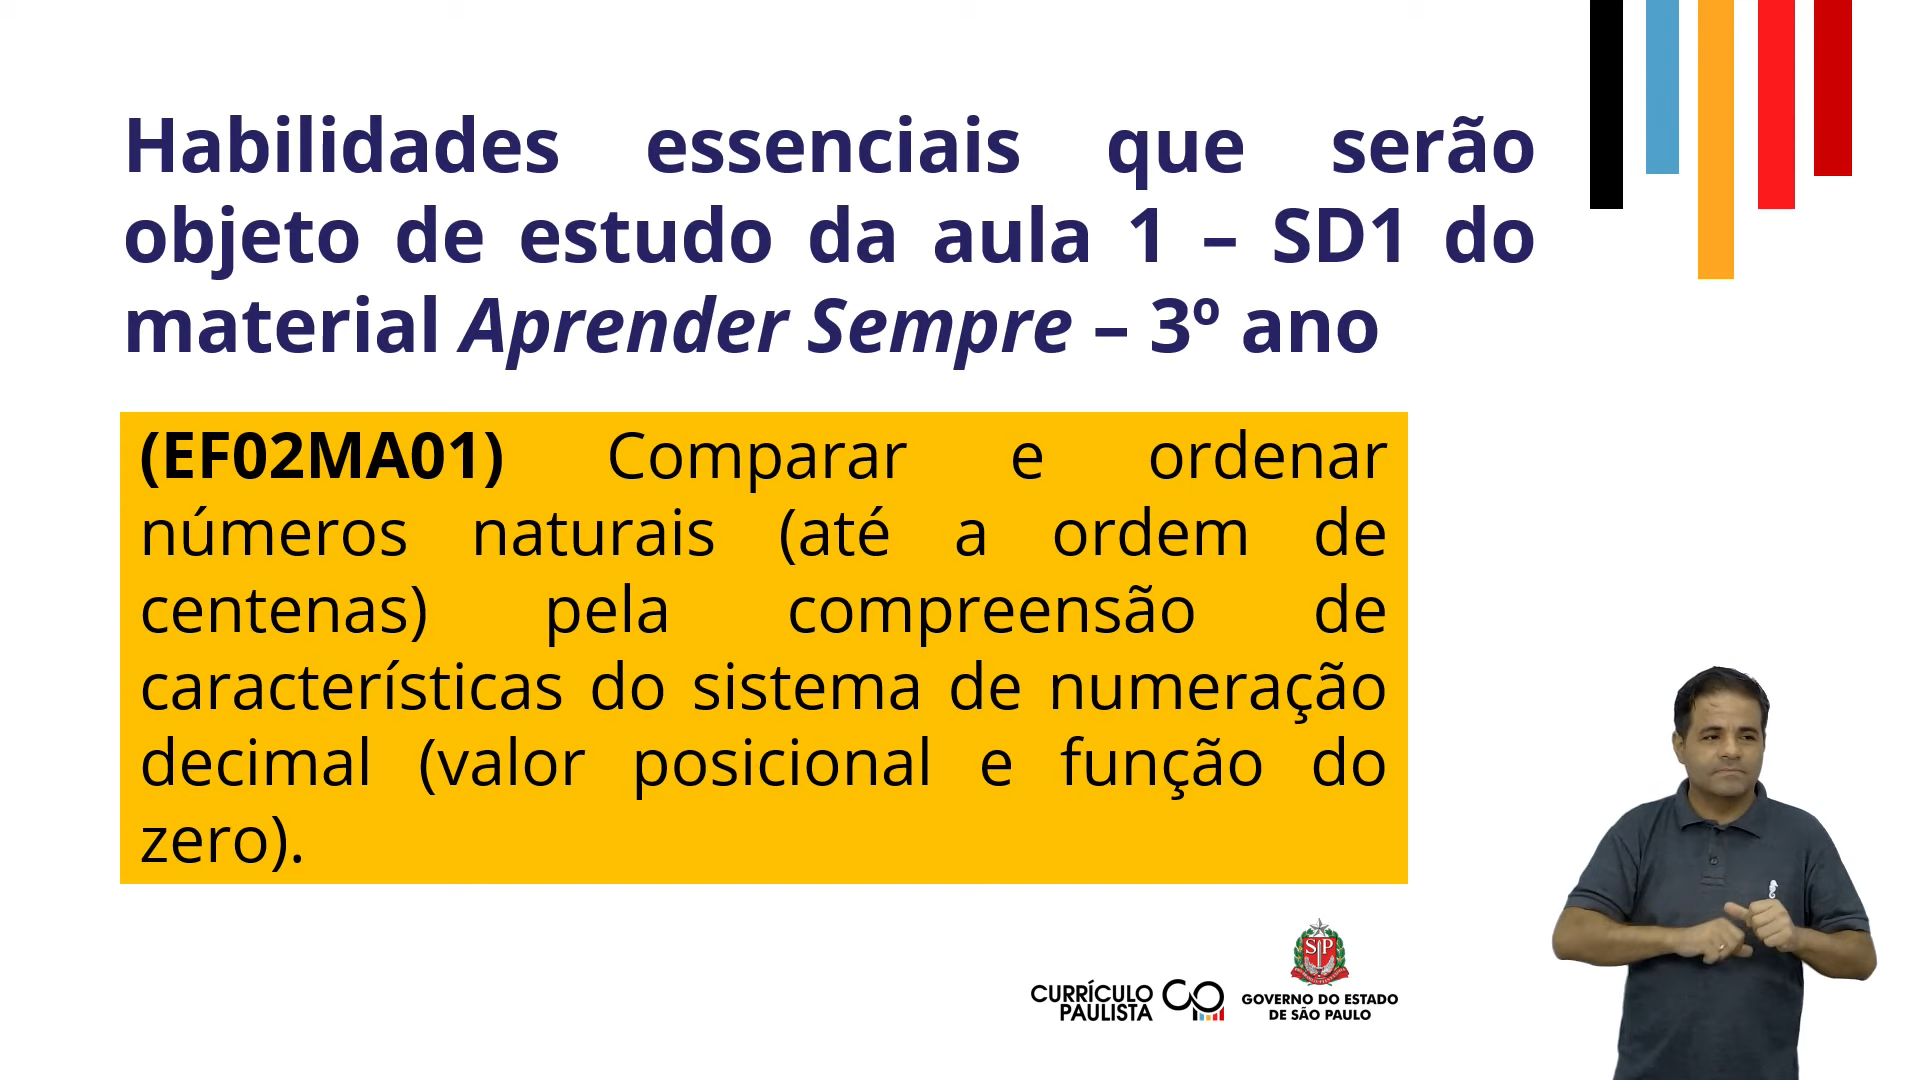 Habilidades essenciais que serão
objeto de estudo da aula 1 – SD1 do
material Aprender Sempre – 3º ano
(EF02MA01) Comparar e ordenar
números naturais (até a ordem de
centenas) pela compreensão de
características do sistema de numeração
decimal (valor posicional e função do
zero).
SP
CURRÍCULO
PAULISTA
GOVERNO DO ESTADO
DE SÃO PAULO